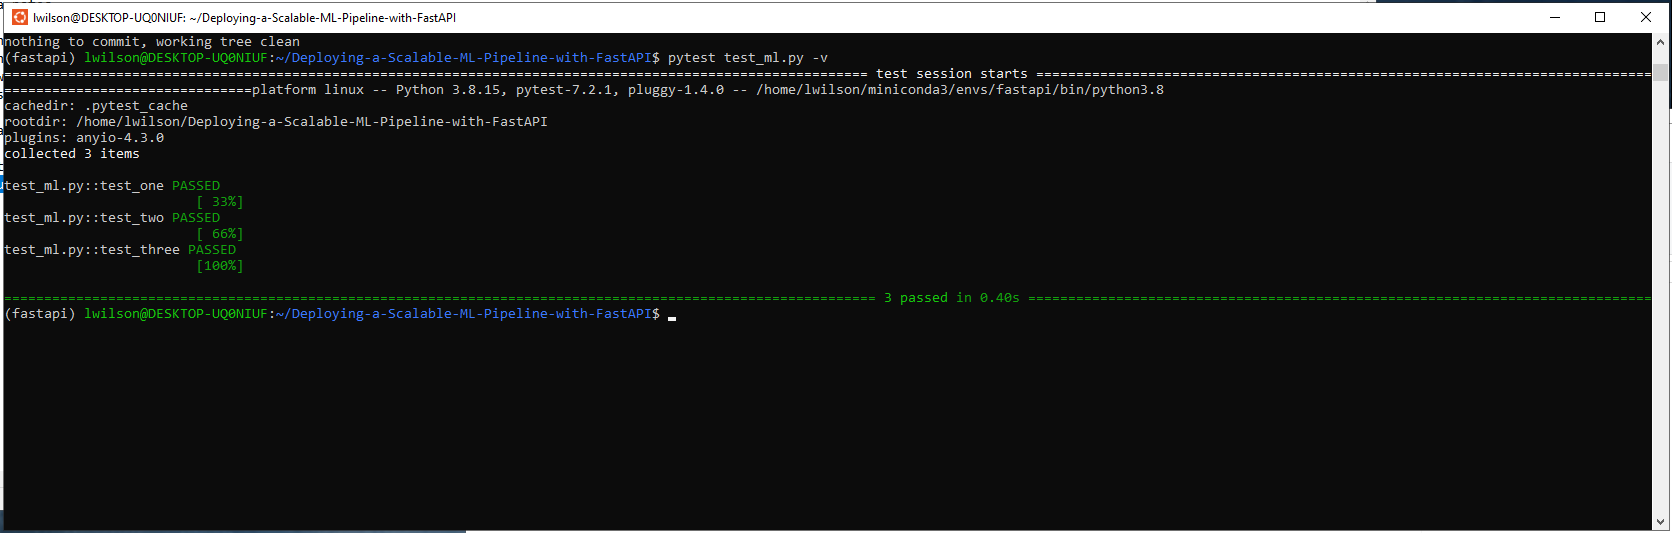 lwilson@DESKTOP-UQ0NIUF: ~/Deploying-a-Scalable-ML-Pipeline-with-FastAPI
nothing to commit, working tree clean
(fastapi) lwilson@DESKTOP-UQ0NIUF:~/Deploying-a-Scalable-ML-Pipeline-with-FastAPI$ pytest test_ml.py -v
============================================================================================================ test session starts =============================================================================
===============================platform linux -- Python 3.8.15, pytest-7.2.1, pluggy-1.4.0 -- /home/lwilson/miniconda3/envs/fastapi/bin/python3.8
cachedir: .pytest_cache
rootdir: /home/lwilson/Deploying-a-Scalable-ML-Pipeline-with-FastAPI
plugins: anyio-4.3.0
collected 3 items
test_ml.py::test_one PASSED
[ 33%]
test_ml.py::test_two PASSED
[ 66%]
test_ml.py::test_three PASSED
[100%]
============================================================================================================= 3 passed in 0.40s ==============================================================================
(fastapi) lwilson@DESKTOP-UQ0NIUF:~/Deploying-a-Scalable-ML-Pipeline-with-FastAPI$